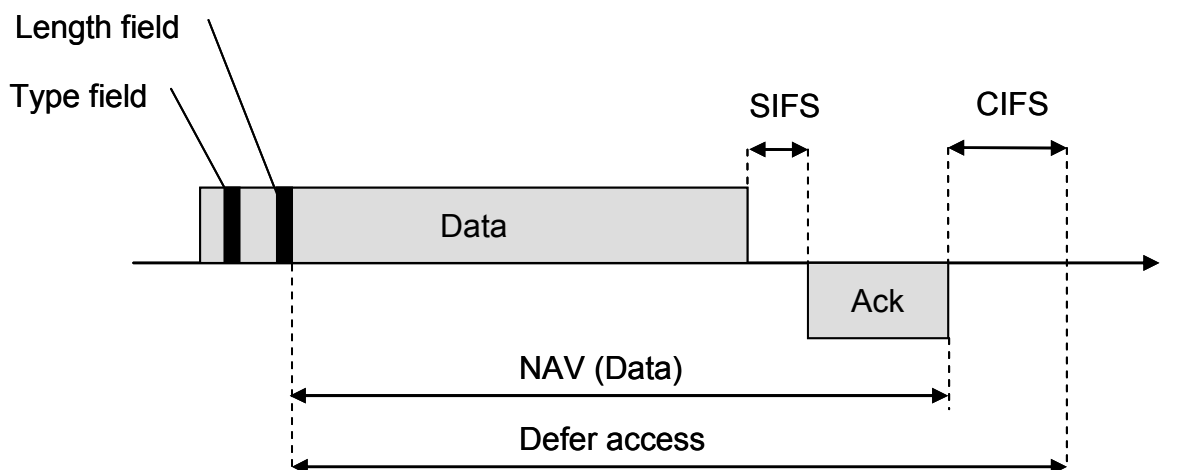 Length field
Type field
SIFS
CIFS
Data
Ack
NAV (Data)
Defer access